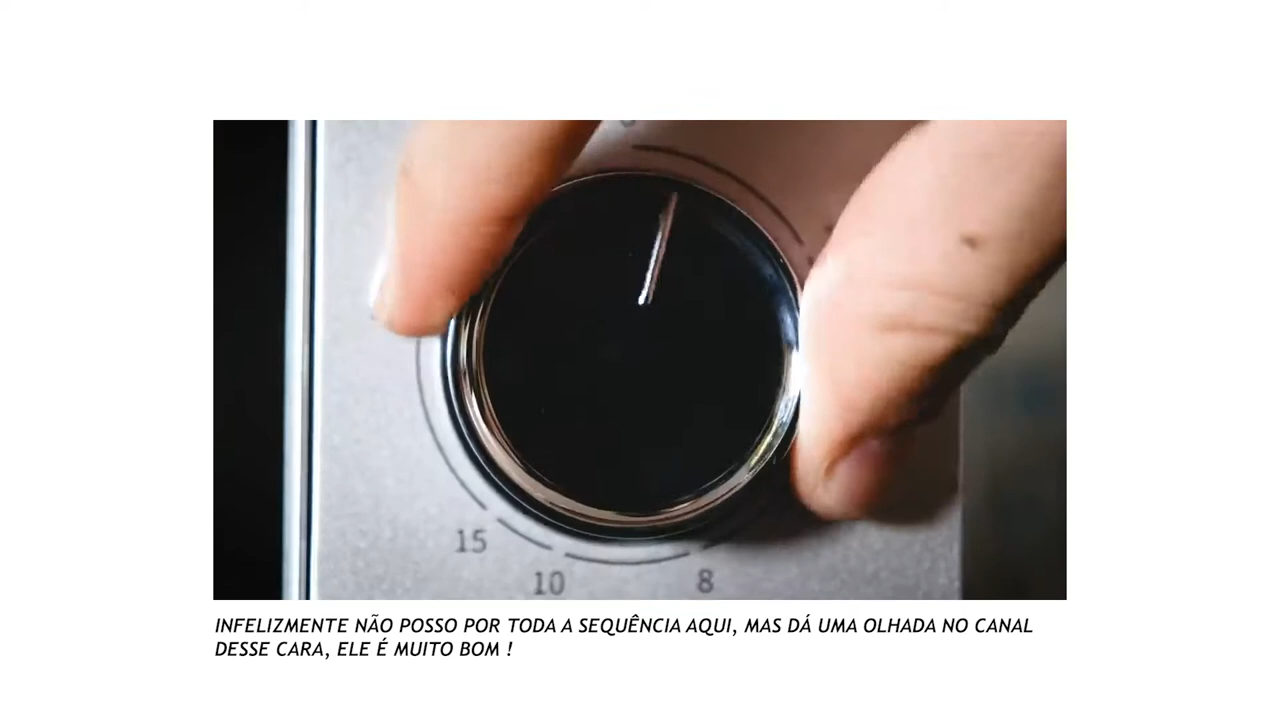 15
10
8
INFELIZMENTE NÃO POSSO POR TODA A SEQUÊNCIA AQUI, MAS DÁ UMA OLHADA NO CANAL
DESSE CARA, ELE É MUITO BOM !